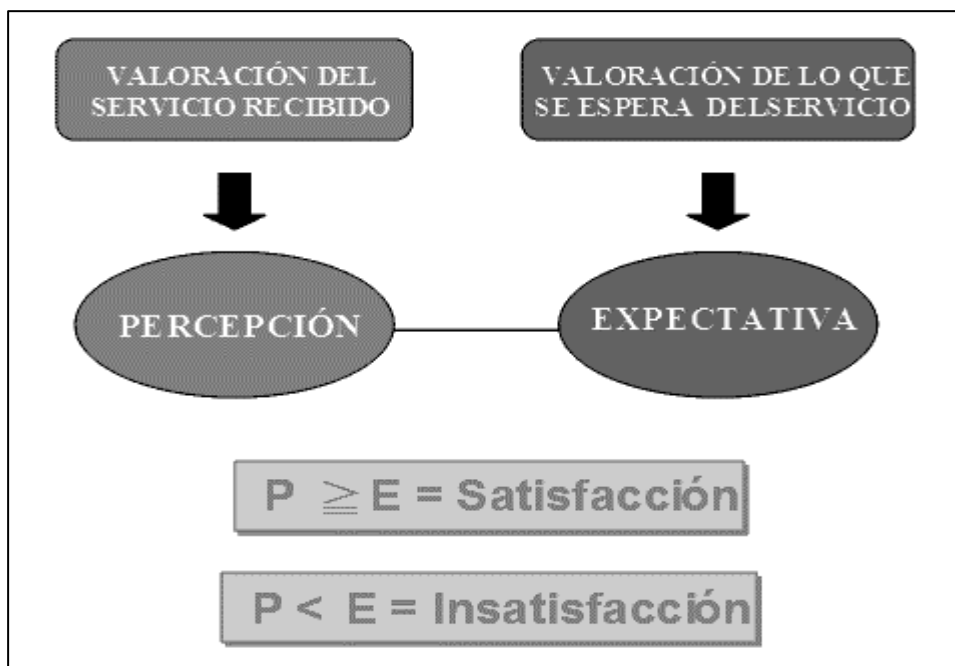 VALORACIÓN DEL
SERVICIO RECIBIDO
VALORACIÓN DE LO QUE
SE ESPERA DELSERVICIO
PERCEPCIÓN
EXPECTATIVA
P ≧ E = Satisfacción
P < E = Insatisfacción